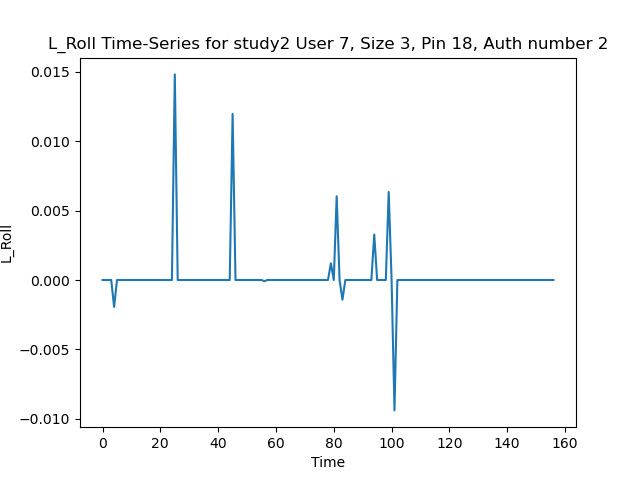 L_Roll Time-Series for study2 User 7, Size 3, Pin 18, Auth number 2
0.015
0.010
0.005
0.000
−0.005
−0.010
L_Roll
0 20 40 60 80 100 120 140 160
Time